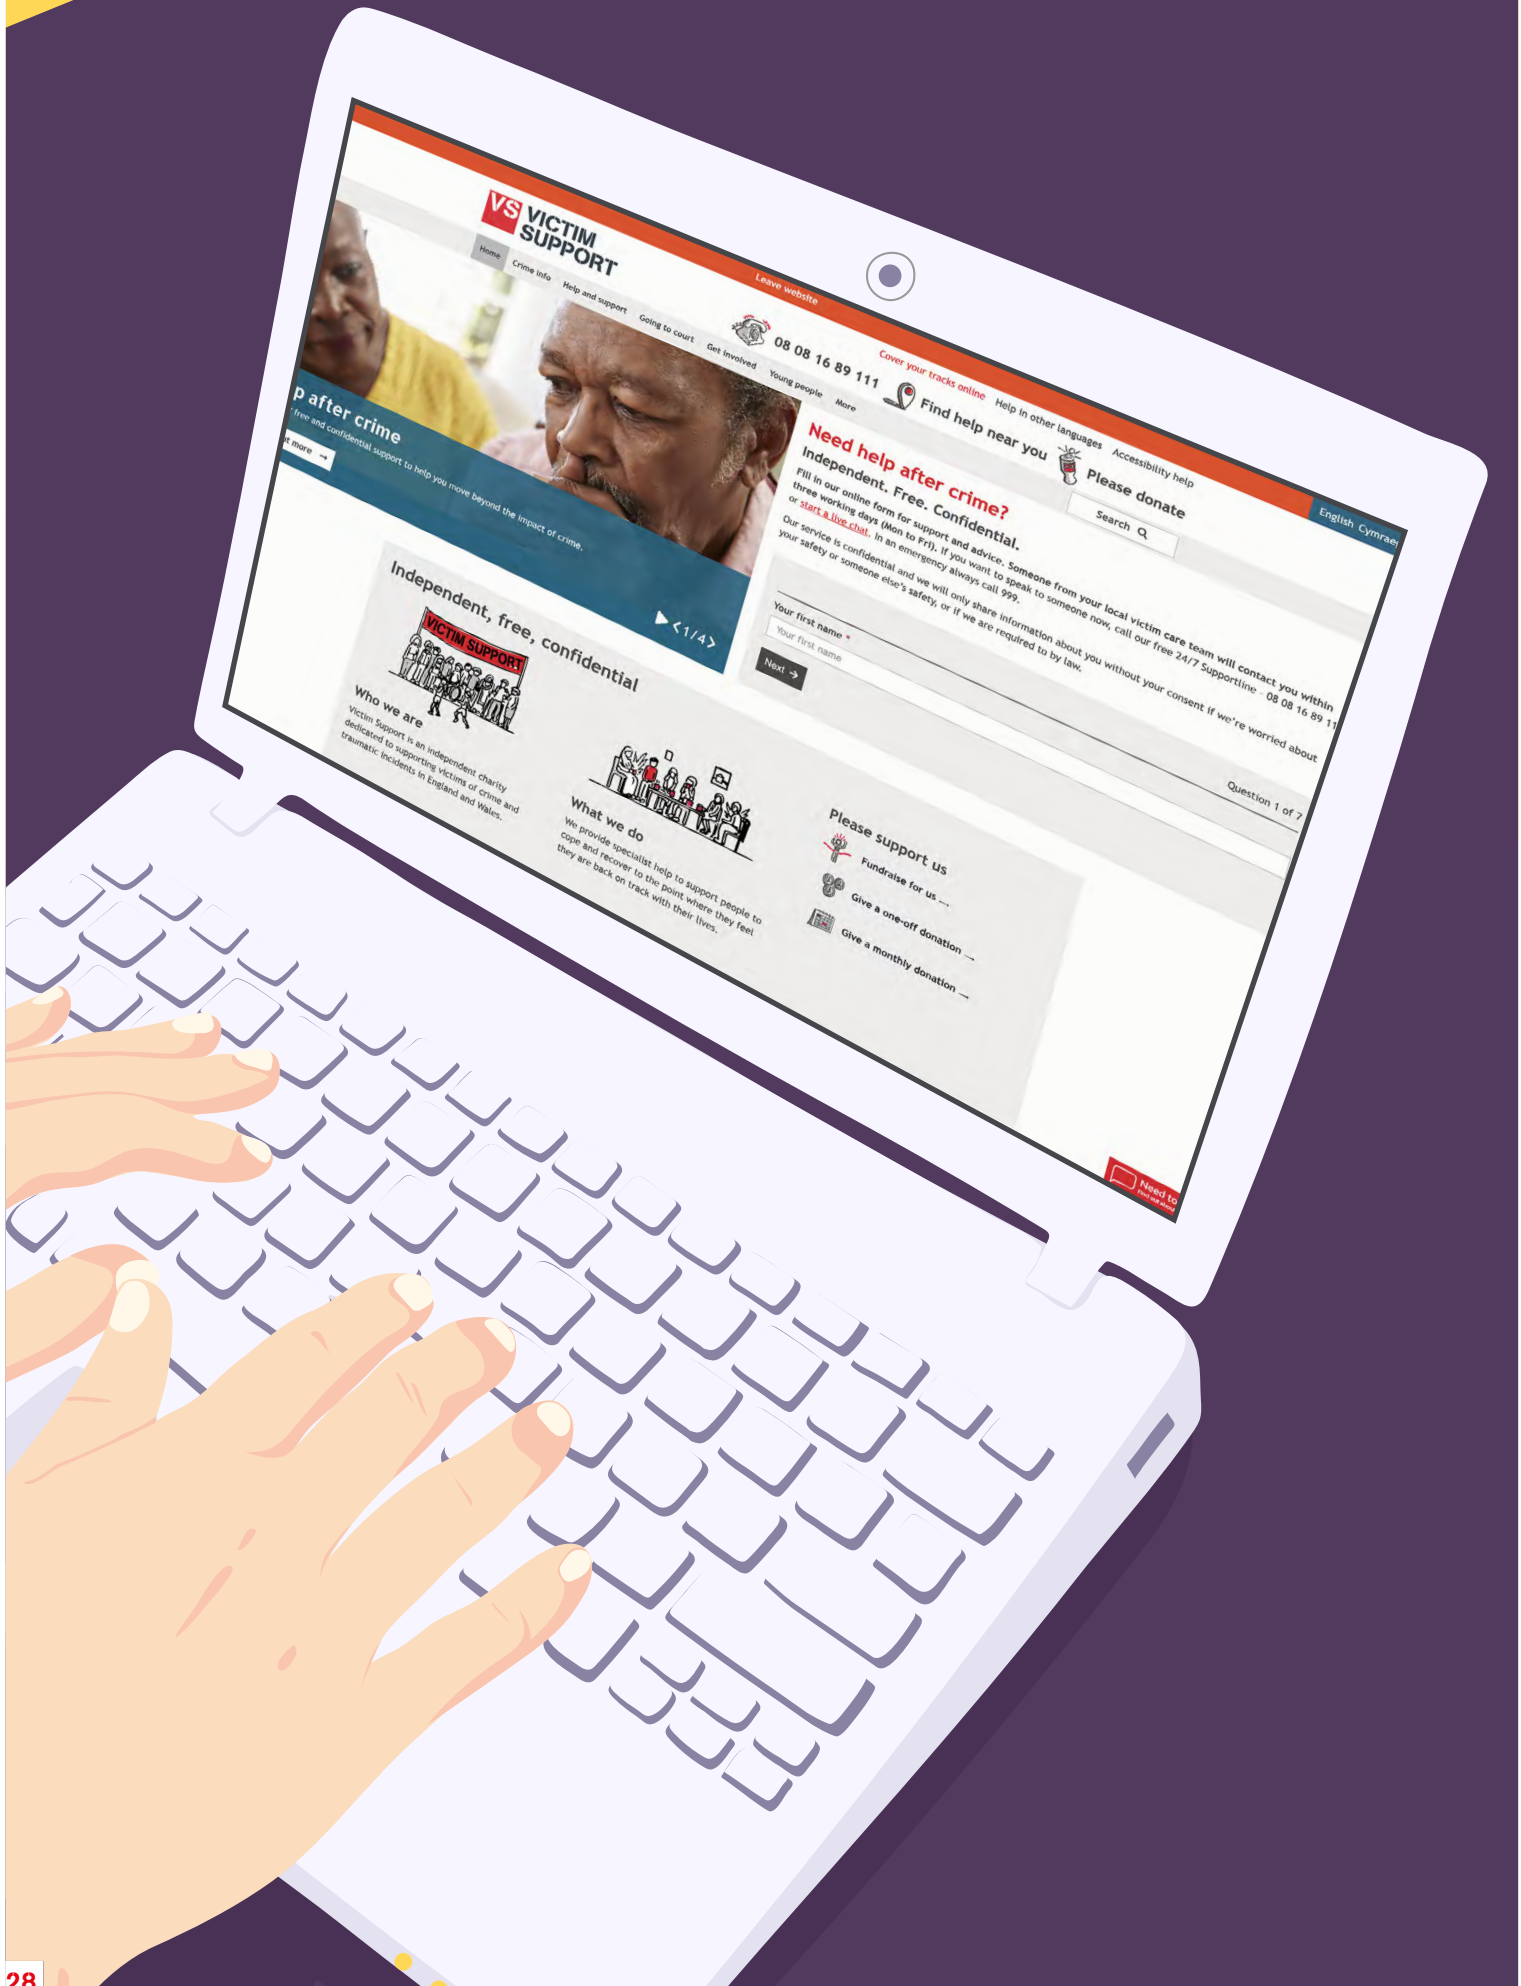 Leave website
English Cymraeg
VS VICTIM
SUPPORT
Cover your tracks online Help in other languages Accessibility help
08 08 16 89 111 Find help near you Please donate
Home Crime info Help and support Going to court Get involved Young people More
Search
p after crime
free and confidential support to help you move beyond the impact of crime.
more →
1/4
Need help after crime?
Independent. Free. Confidential.
Fill in our online form for support and advice. Someone from your local victim care team will contact you within
three working days (Mon to Fri). If you want to speak to someone now, call our free 24/7 Supportline - 08 08 16 89 11
or start a live chat. In an emergency always call 999.
Our service is confidential and we will only share information about you without your consent if we're worried about
your safety or someone else's safety, or if we are required to by law.
Question 1 of 7
Your first name *
Your first name
Next →
Independent, free, confidential
VICTIM SUPPORT
Who we are
Victim Support is an independent charity
dedicated to supporting victims of crime and
traumatic incidents in England and Wales.
What we do
We provide specialist help to support people to
cope and recover to the point where they feel
they are back on track with their lives.
Please support us
Fundraise for us →
Give a one-off donation →
Give a monthly donation →
Need to
Find out about
28